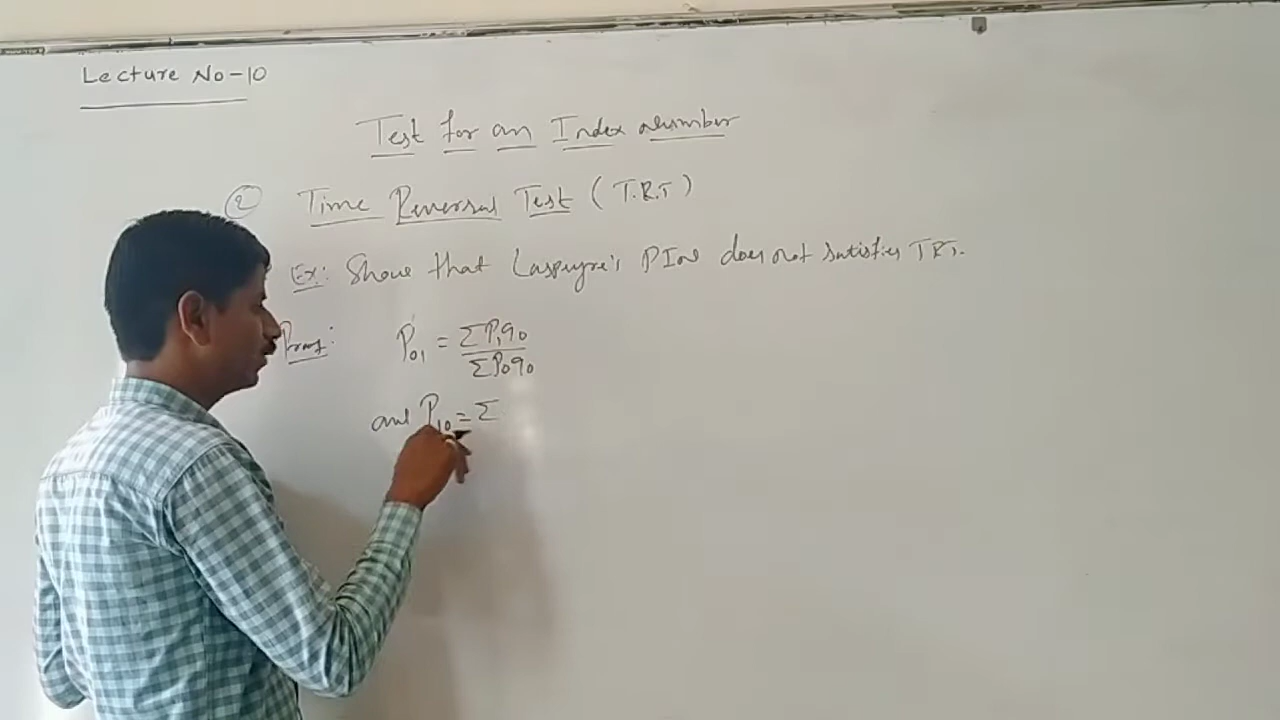 Lecture No-10
Test for an Index Number
② Time Reversal Test (T.R.T)
Ex: Show that Laspeyre's PIN does not satisfies TRT.
Proof: P₀₁ = ΣP₁q₀ / ΣP₀q₀
and P₁₀ = Σ